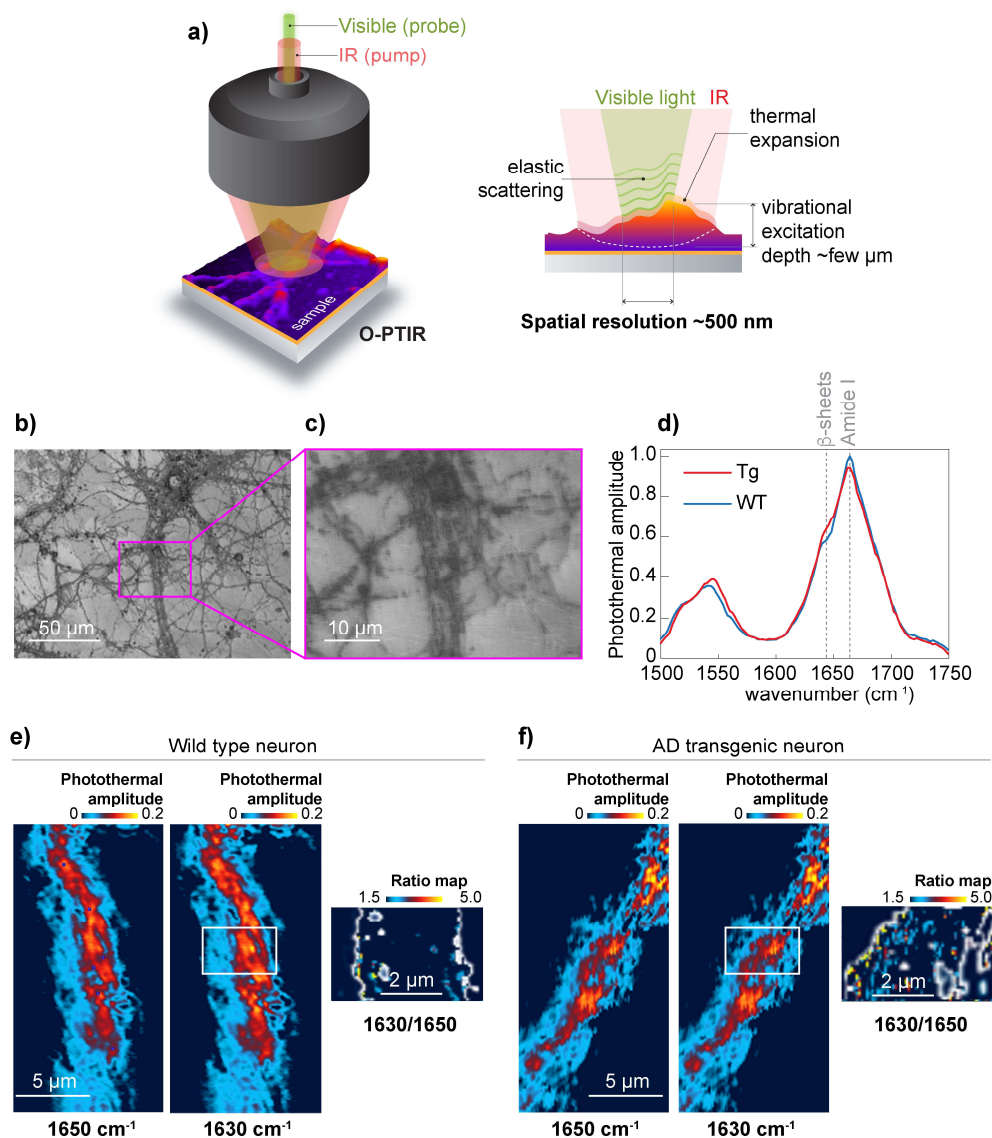 a)
Visible (probe)
IR (pump)
sample
O-PTIR
Visible light
IR
thermal
expansion
elastic
scattering
vibrational
excitation
depth ~few µm
Spatial resolution ~500 nm
b)
50 µm
c)
10 µm
d)
β-sheets
Amide I
Photothermal amplitude
1.0
0.8
0.6
0.4
0.2
0
Tg
WT
1500
1550
1600
1650
1700
1750
wavenumber (cm-1)
e)
Wild type neuron
Photothermal
amplitude
0
0.2
Photothermal
amplitude
0
0.2
Ratio map
1.5
5.0
2 µm
1630/1650
5 µm
1650 cm-1
1630 cm-1
f)
AD transgenic neuron
Photothermal
amplitude
0
0.2
Photothermal
amplitude
0
0.2
Ratio map
1.5
5.0
2 µm
1630/1650
5 µm
1650 cm-1
1630 cm-1